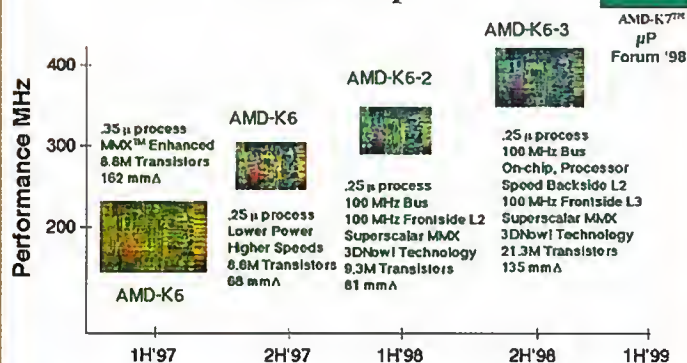 AMD-K7™
µP
Forum '98
AMD-K6-3
AMD-K6-2
AMD-K6
Performance MHz
400
300
200
.35 µ process
MMX™ Enhanced
8.8M Transistors
162 mmΔ
AMD-K6
.25 µ process
Lower Power
Higher Speeds
8.8M Transistors
68 mmΔ
.25 µ process
100 MHz Bus
100 MHz Frontside L2
Superscalar MMX
3DNow! Technology
9.3M Transistors
81 mmΔ
.25 µ process
100 MHz Bus
On-chip, Processor
Speed Backside L2
100 MHz Frontside L3
Superscalar MMX
3DNow! Technology
21.3M Transistors
135 mmΔ
1H'97
2H'97
1H'98
2H'98
1H'99